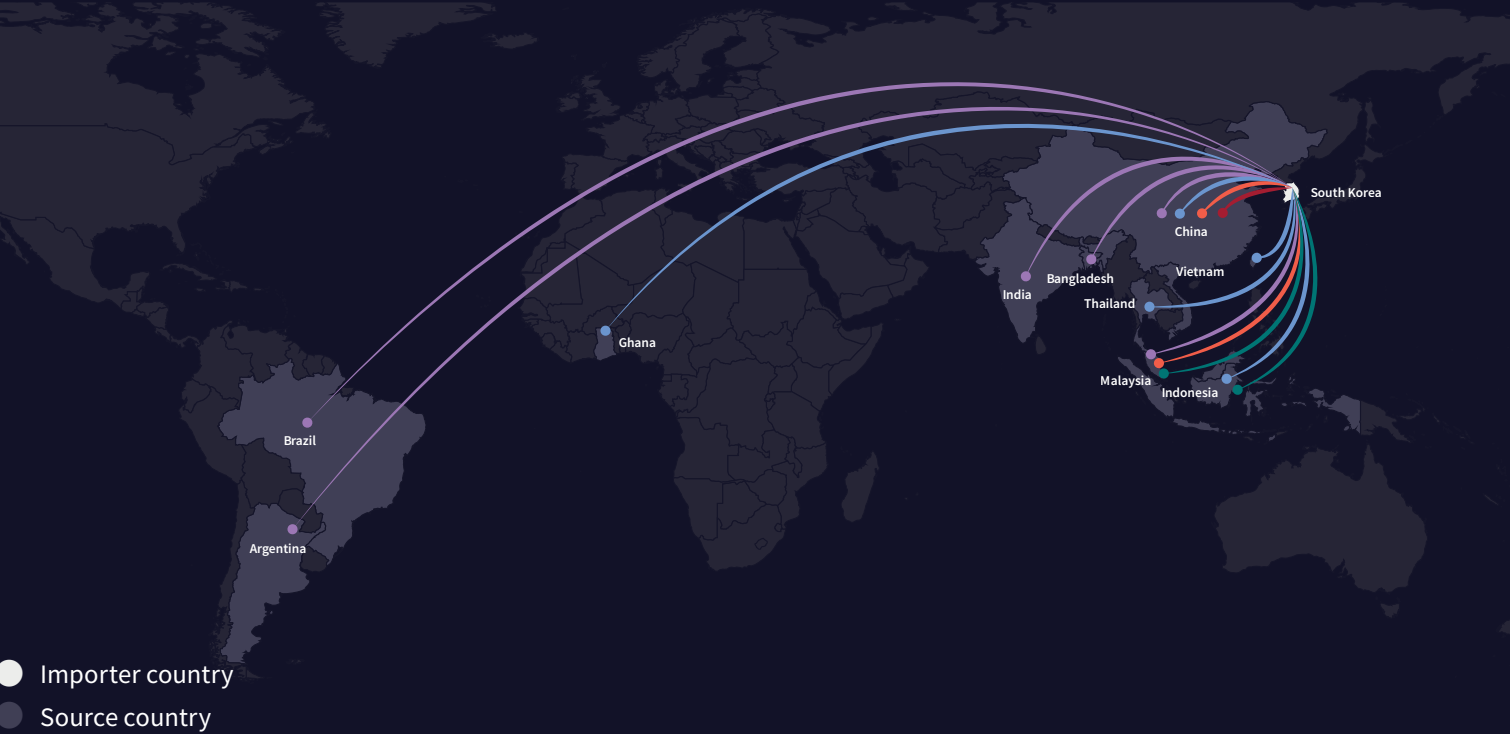 South Korea
China
Vietnam
Bangladesh
India
Thailand
Ghana
Malaysia
Indonesia
Brazil
Argentina
Importer country
Source country